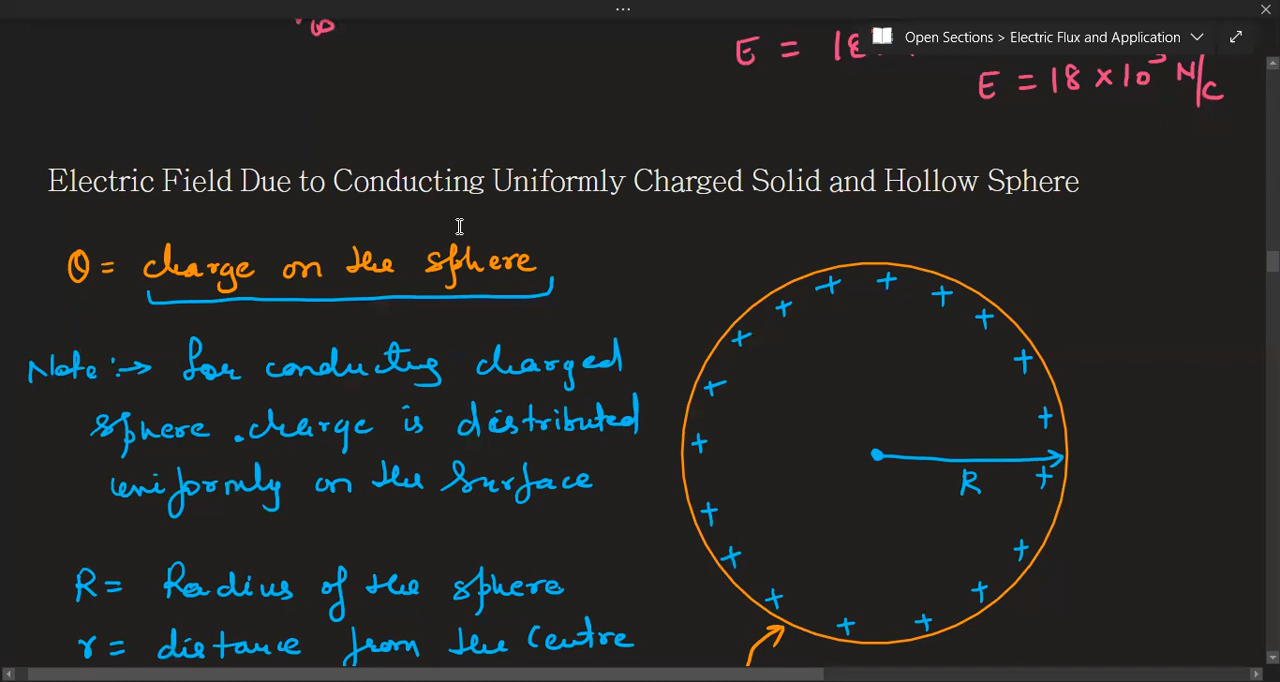 Open Sections > Electric Flux and Application
E = 18
E = 18 × 10³ N/C
Electric Field Due to Conducting Uniformly Charged Solid and Hollow Sphere
Q = charge on the sphere
Note :→ for conducting charged
sphere . charge is distributed
uniformly on the surface
R
R = Radius of the sphere
r = distance from the Centre